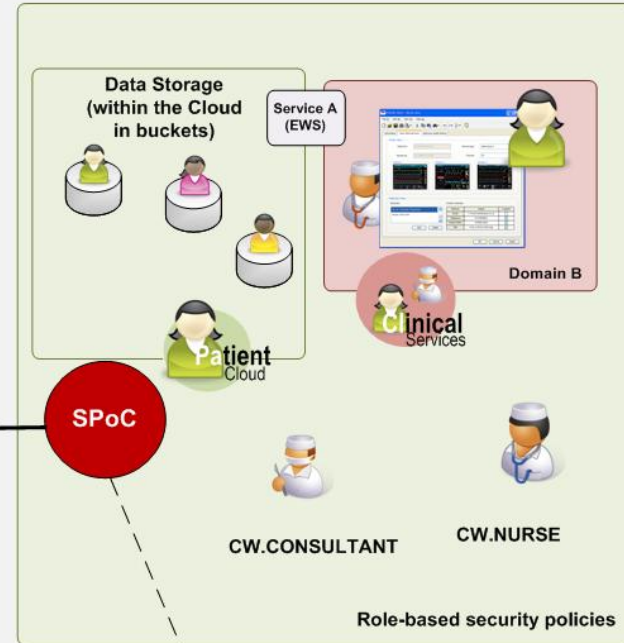 Data Storage
(within the Cloud
in buckets)
Service A
(EWS)
Domain B
Patient
Cloud
Clinical
Services
SPoC
CW.CONSULTANT
CW.NURSE
Role-based security policies